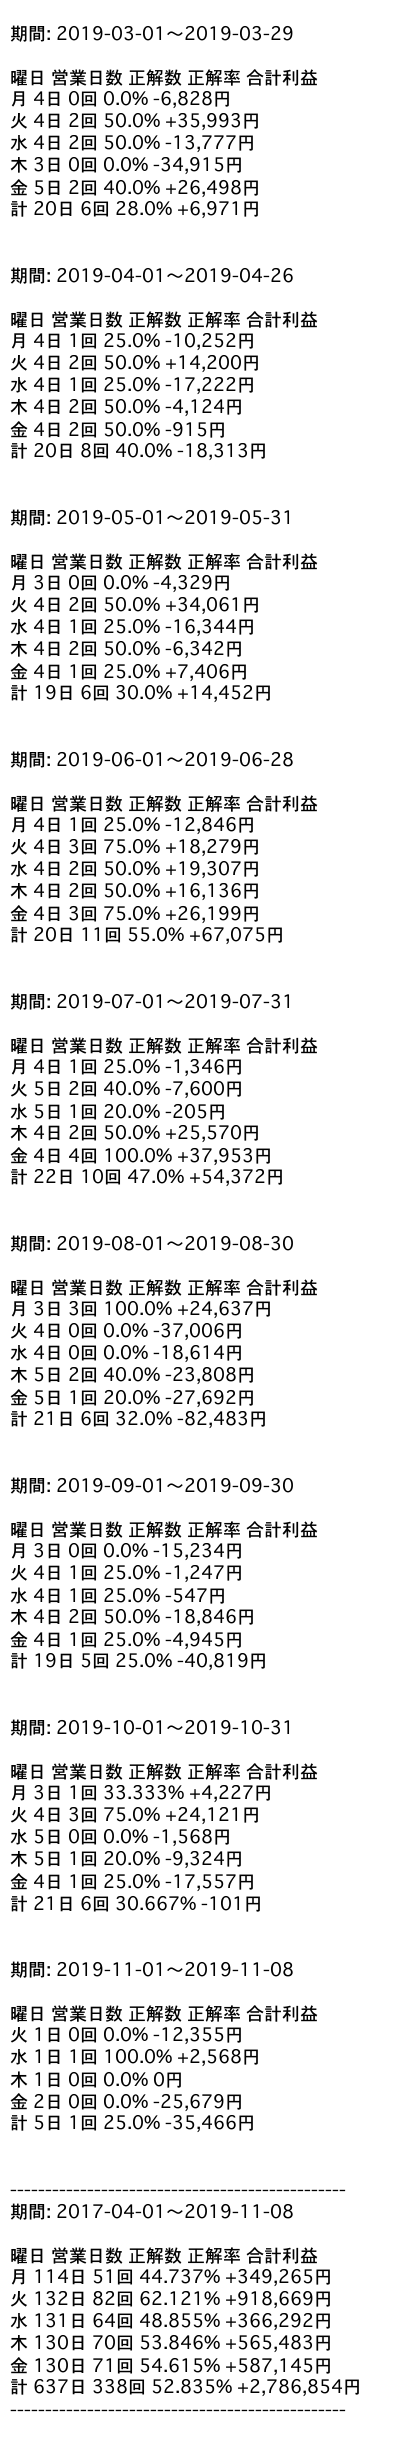 期間: 2019-03-01〜2019-03-29
曜日 営業日数 正解数 正解率 合計利益
月 4日 0回 0.0% -6,828円
火 4日 2回 50.0% +35,993円
水 4日 2回 50.0% -13,777円
木 3日 0回 0.0% -34,915円
金 5日 2回 40.0% +26,498円
計 20日 6回 28.0% +6,971円
期間: 2019-04-01〜2019-04-26
曜日 営業日数 正解数 正解率 合計利益
月 4日 1回 25.0% -10,252円
火 4日 2回 50.0% +14,200円
水 4日 1回 25.0% -17,222円
木 4日 2回 50.0% -4,124円
金 4日 2回 50.0% -915円
計 20日 8回 40.0% -18,313円
期間: 2019-05-01〜2019-05-31
曜日 営業日数 正解数 正解率 合計利益
月 3日 0回 0.0% -4,329円
火 4日 2回 50.0% +34,061円
水 4日 1回 25.0% -16,344円
木 4日 2回 50.0% -6,342円
金 4日 1回 25.0% +7,406円
計 19日 6回 30.0% +14,452円
期間: 2019-06-01〜2019-06-28
曜日 営業日数 正解数 正解率 合計利益
月 4日 1回 25.0% -12,846円
火 4日 3回 75.0% +18,279円
水 4日 2回 50.0% +19,307円
木 4日 2回 50.0% +16,136円
金 4日 3回 75.0% +26,199円
計 20日 11回 55.0% +67,075円
期間: 2019-07-01〜2019-07-31
曜日 営業日数 正解数 正解率 合計利益
月 4日 1回 25.0% -1,346円
火 5日 2回 40.0% -7,600円
水 5日 1回 20.0% -205円
木 4日 2回 50.0% +25,570円
金 4日 4回 100.0% +37,953円
計 22日 10回 47.0% +54,372円
期間: 2019-08-01〜2019-08-30
曜日 営業日数 正解数 正解率 合計利益
月 3日 3回 100.0% +24,637円
火 4日 0回 0.0% -37,006円
水 4日 0回 0.0% -18,614円
木 5日 2回 40.0% -23,808円
金 5日 1回 20.0% -27,692円
計 21日 6回 32.0% -82,483円
期間: 2019-09-01〜2019-09-30
曜日 営業日数 正解数 正解率 合計利益
月 3日 0回 0.0% -15,234円
火 4日 1回 25.0% -1,247円
水 4日 1回 25.0% -547円
木 4日 2回 50.0% -18,846円
金 4日 1回 25.0% -4,945円
計 19日 5回 25.0% -40,819円
期間: 2019-10-01〜2019-10-31
曜日 営業日数 正解数 正解率 合計利益
月 3日 1回 33.333% +4,227円
火 4日 3回 75.0% +24,121円
水 5日 0回 0.0% -1,568円
木 5日 1回 20.0% -9,324円
金 4日 1回 25.0% -17,557円
計 21日 6回 30.667% -101円
期間: 2019-11-01〜2019-11-08
曜日 営業日数 正解数 正解率 合計利益
火 1日 0回 0.0% -12,355円
水 1日 1回 100.0% +2,568円
木 1日 0回 0.0% 0円
金 2日 0回 0.0% -25,679円
計 5日 1回 25.0% -35,466円
------------------------------------------------
期間: 2017-04-01〜2019-11-08
曜日 営業日数 正解数 正解率 合計利益
月 114日 51回 44.737% +349,265円
火 132日 82回 62.121% +918,669円
水 131日 64回 48.855% +366,292円
木 130日 70回 53.846% +565,483円
金 130日 71回 54.615% +587,145円
計 637日 338回 52.835% +2,786,854円
------------------------------------------------